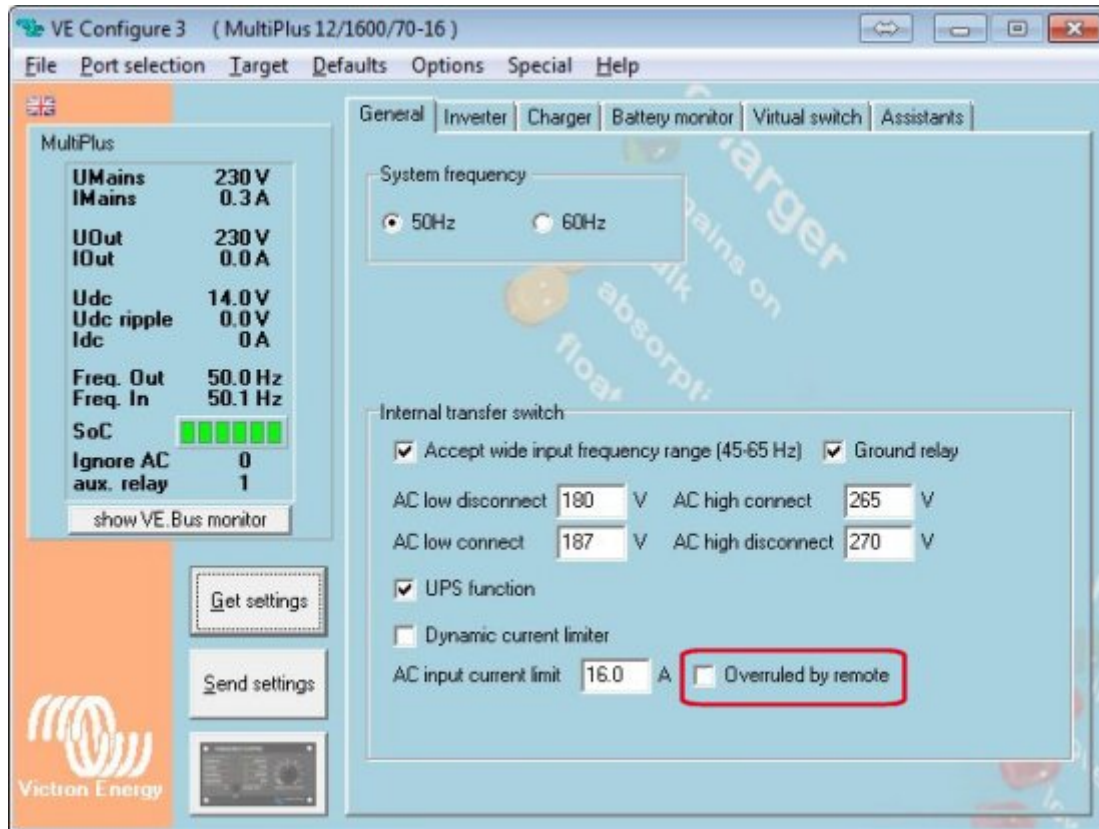 VE Configure 3 ( MultiPlus 12/1600/70-16 )
File Port selection Target Defaults Options Special Help
MultiPlus
UMains 230 V
IMains 0.3 A
UOut 230 V
IOut 0.0 A
Udc 14.0 V
Udc ripple 0.0 V
Idc 0 A
Freq. Out 50.0 Hz
Freq. In 50.1 Hz
SoC
Ignore AC 0
aux. relay 1
show VE.Bus monitor
Get settings
Send settings
Victron Energy
General Inverter Charger Battery monitor Virtual switch Assistants
System frequency
50Hz 60Hz
Internal transfer switch
Accept wide input frequency range (45-65 Hz) Ground relay
AC low disconnect 180 V AC high connect 265 V
AC low connect 187 V AC high disconnect 270 V
UPS function
Dynamic current limiter
AC input current limit 16.0 A Overruled by remote
harger
mains on
bulk
absorpti
float